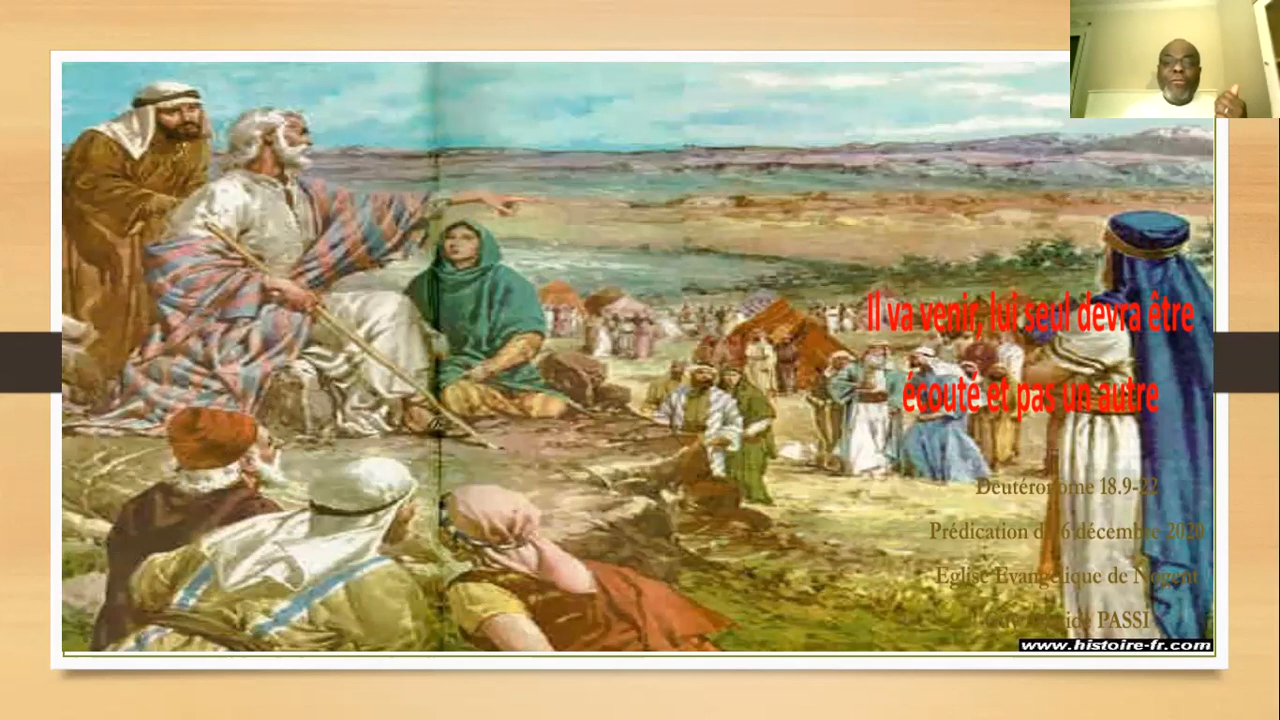 Il va venir, lui seul devra être
écouté et pas un autre
Deutéronome 18.9-22
Prédication du 6 décembre 2020
Eglise Evangélique de Nogent
PASSI
www.histoire-fr.com